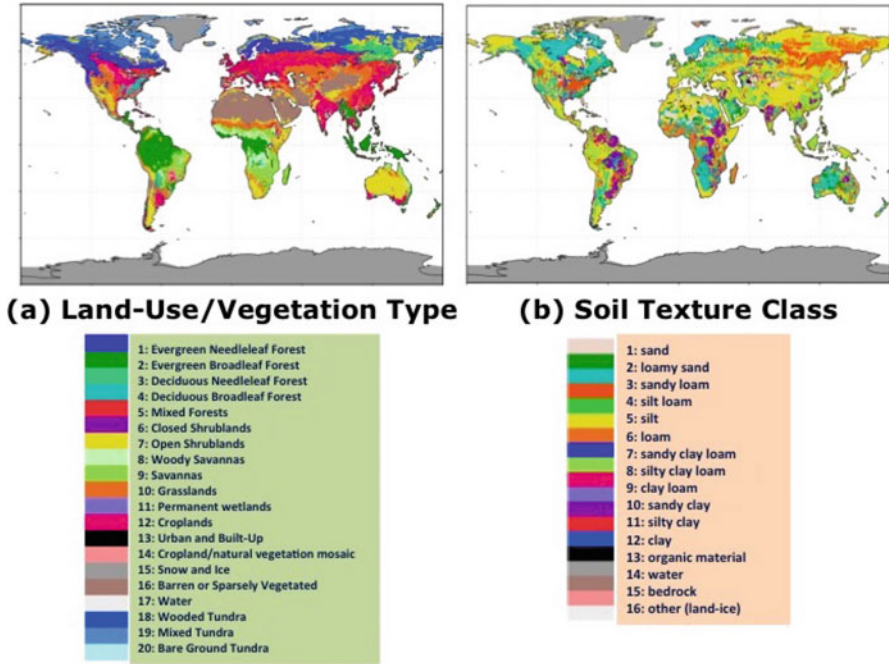 (a) Land-Use/Vegetation Type
1: Evergreen Needleleaf Forest
2: Evergreen Broadleaf Forest
3: Deciduous Needleleaf Forest
4: Deciduous Broadleaf Forest
5: Mixed Forests
6: Closed Shrublands
7: Open Shrublands
8: Woody Savannas
9: Savannas
10: Grasslands
11: Permanent wetlands
12: Croplands
13: Urban and Built-Up
14: Cropland/natural vegetation mosaic
15: Snow and Ice
16: Barren or Sparsely Vegetated
17: Water
18: Wooded Tundra
19: Mixed Tundra
20: Bare Ground Tundra
(b) Soil Texture Class
1: sand
2: loamy sand
3: sandy loam
4: silt loam
5: silt
6: loam
7: sandy clay loam
8: silty clay loam
9: clay loam
10: sandy clay
11: silty clay
12: clay
13: organic material
14: water
15: bedrock
16: other (land-ice)